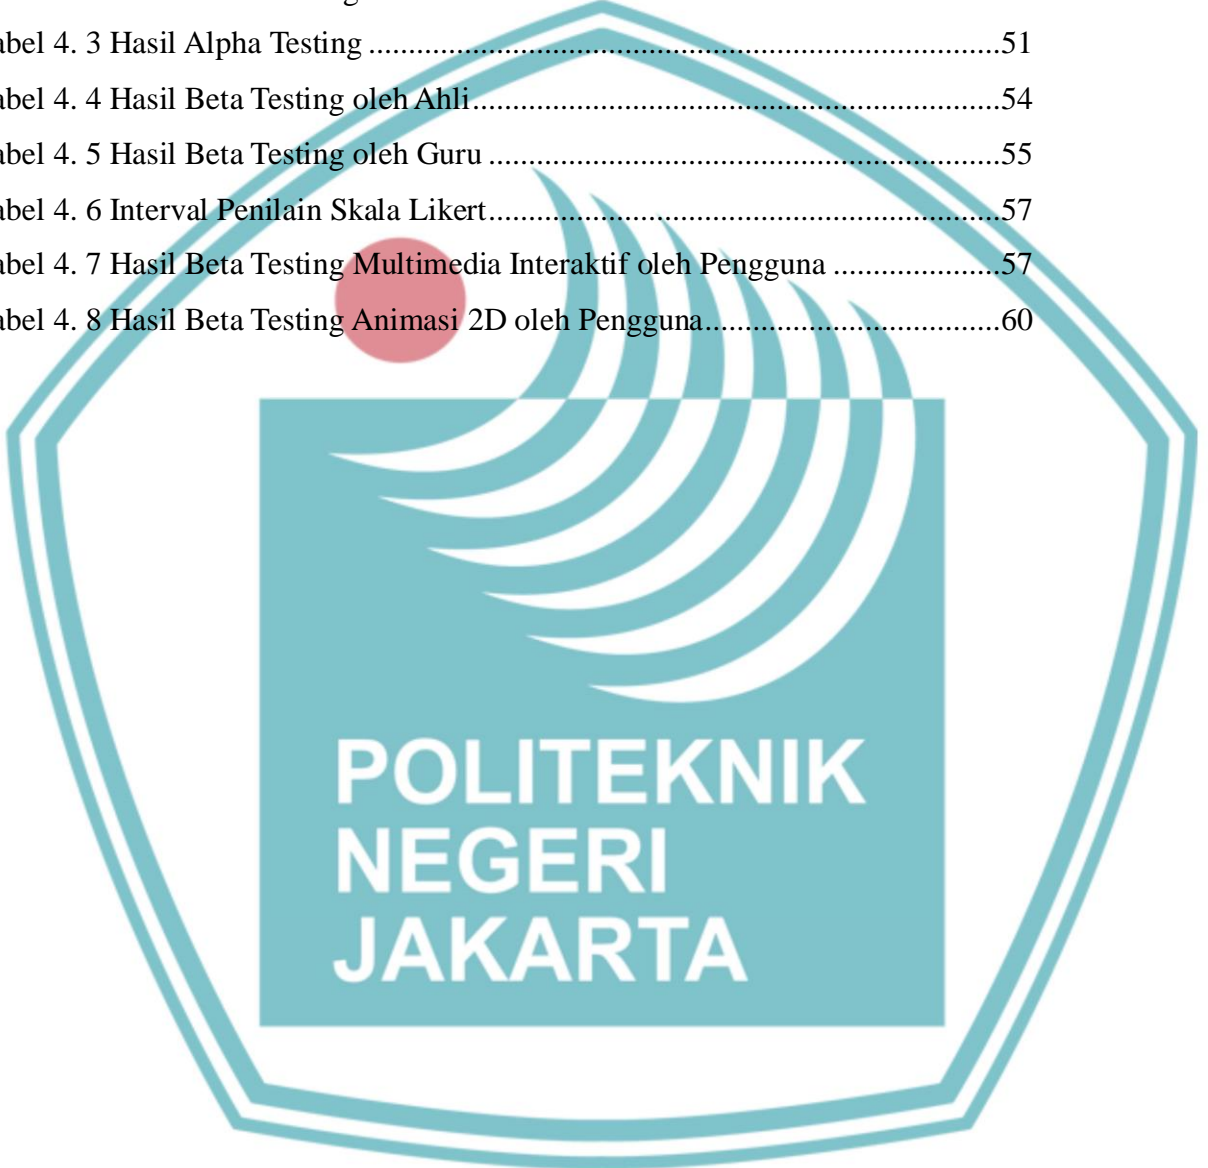 abel 4. 3 Hasil Alpha Testing ...............................................................................51
abel 4. 4 Hasil Beta Testing oleh Ahli..................................................................54
abel 4. 5 Hasil Beta Testing oleh Guru ................................................................55
abel 4. 6 Interval Penilain Skala Likert................................................................57
abel 4. 7 Hasil Beta Testing Multimedia Interaktif oleh Pengguna .....................57
abel 4. 8 Hasil Beta Testing Animasi 2D oleh Pengguna.....................................60
POLITEKNIK
NEGERI
JAKARTA